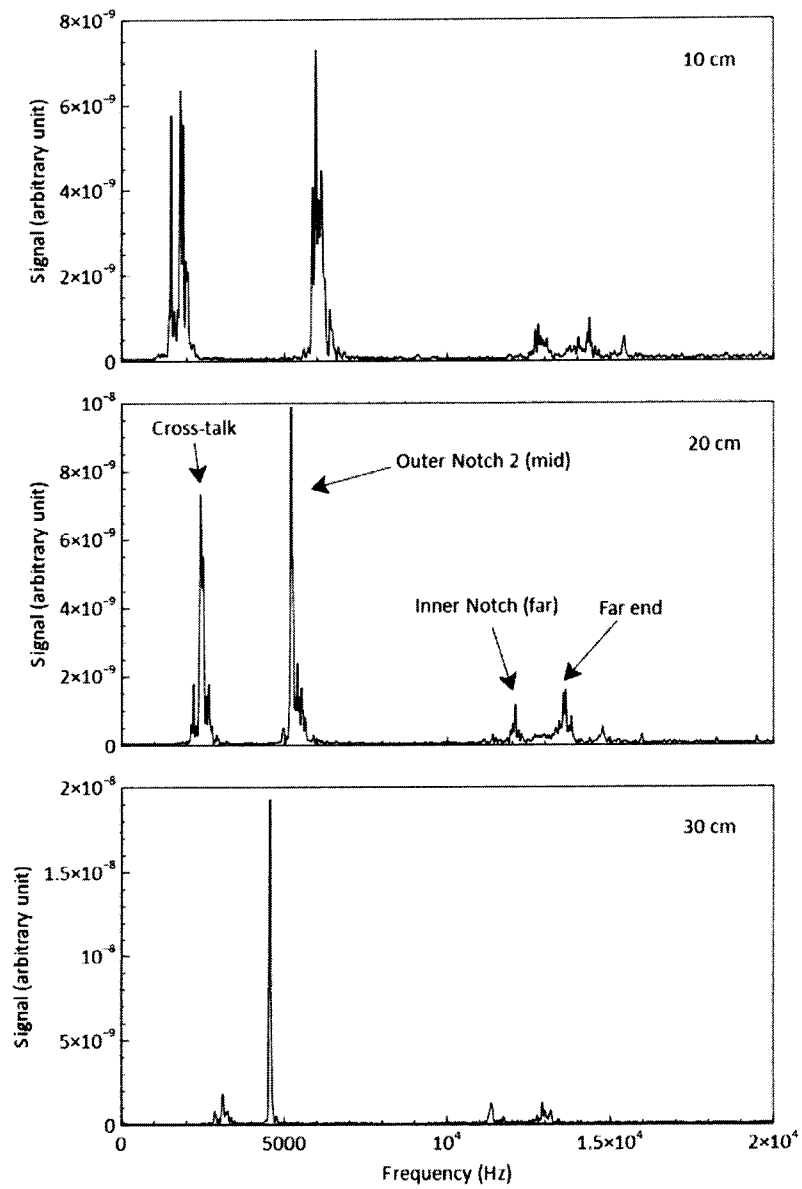 8×10⁻⁹
10 cm
6×10⁻⁹
4×10⁻⁹
2×10⁻⁹
0
Signal (arbitrary unit)
10⁻⁸
Cross-talk
20 cm
Outer Notch 2 (mid)
8×10⁻⁹
6×10⁻⁹
4×10⁻⁹
Inner Notch (far)
Far end
2×10⁻⁹
0
Signal (arbitrary unit)
2×10⁻⁸
30 cm
1.5×10⁻⁸
10⁻⁸
5×10⁻⁹
0
Signal (arbitrary unit)
0 5000 10⁴ 1.5×10⁴ 2×10⁴
Frequency (Hz)